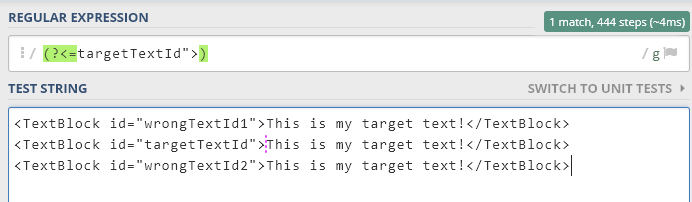 REGULAR EXPRESSION
1 match, 444 steps (~4ms)
/ (?<=targetTextId">) / g
TEST STRING
SWITCH TO UNIT TESTS
<TextBlock id="wrongTextId1">This is my target text!</TextBlock>
<TextBlock id="targetTextId">This is my target text!</TextBlock>
<TextBlock id="wrongTextId2">This is my target text!</TextBlock>